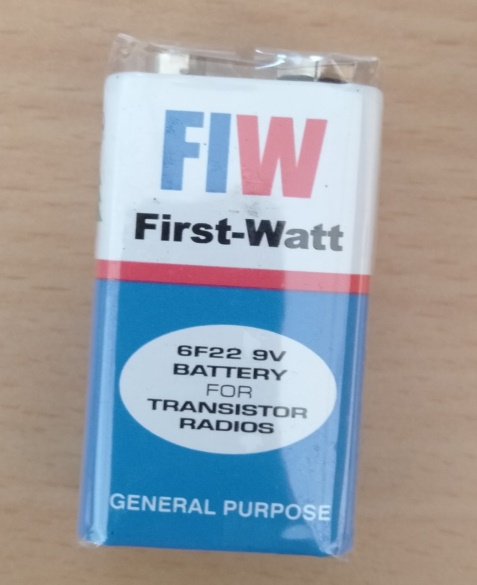 FIW
First-Watt
6F22 9V
BATTERY
FOR
TRANSISTOR
RADIOS
GENERAL PURPOSE